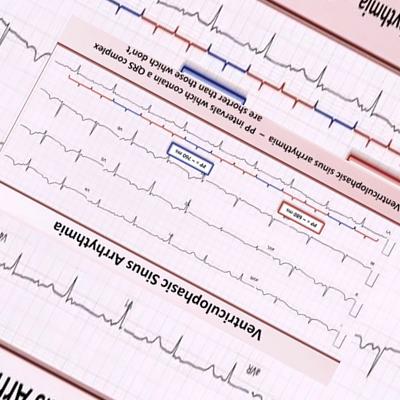 Ventriculophasic Sinus Arrhythmia
aVR
PP = ~ 680 ms
PP = ~ 760 ms
Ventriculophasic sinus arrhythmia – PP intervals which contain a QRS complex
are shorter than those which don't